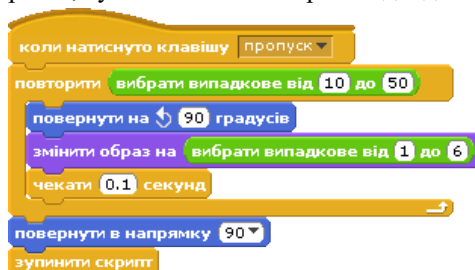 коли натиснуто клавішу пропуск
повторити вибрати випадкове від 10 до 50
повернути на 90 градусів
змінити образ на вибрати випадкове від 1 до 6
чекати 0.1 секунд
повернути в напрямку 90
зупинити скрипт